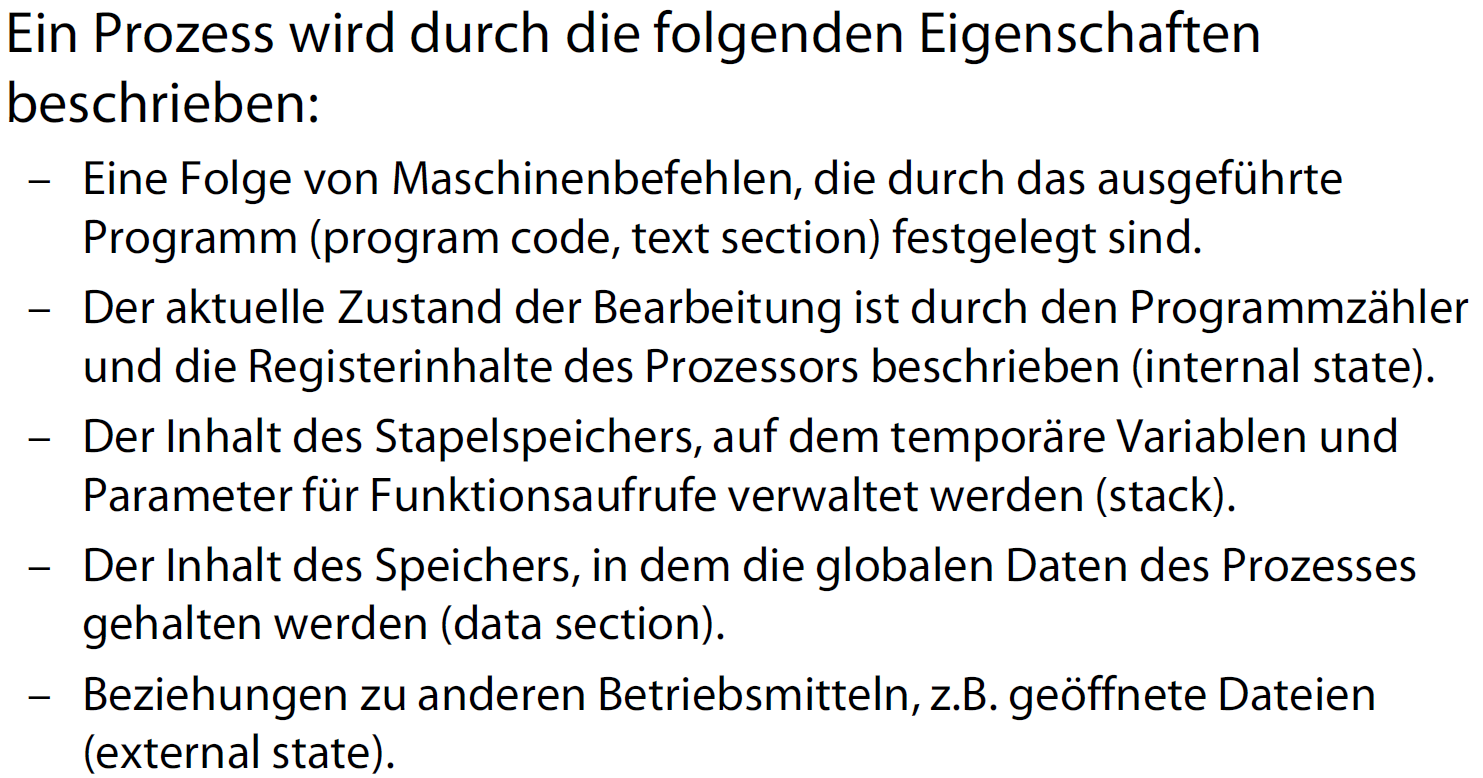 Ein Prozess wird durch die folgenden Eigenschaften
beschrieben:
– Eine Folge von Maschinenbefehlen, die durch das ausgeführte
Programm (program code, text section) festgelegt sind.
– Der aktuelle Zustand der Bearbeitung ist durch den Programmzähler
und die Registerinhalte des Prozessors beschrieben (internal state).
– Der Inhalt des Stapelspeichers, auf dem temporäre Variablen und
Parameter für Funktionsaufrufe verwaltet werden (stack).
– Der Inhalt des Speichers, in dem die globalen Daten des Prozesses
gehalten werden (data section).
– Beziehungen zu anderen Betriebsmitteln, z.B. geöffnete Dateien
(external state).